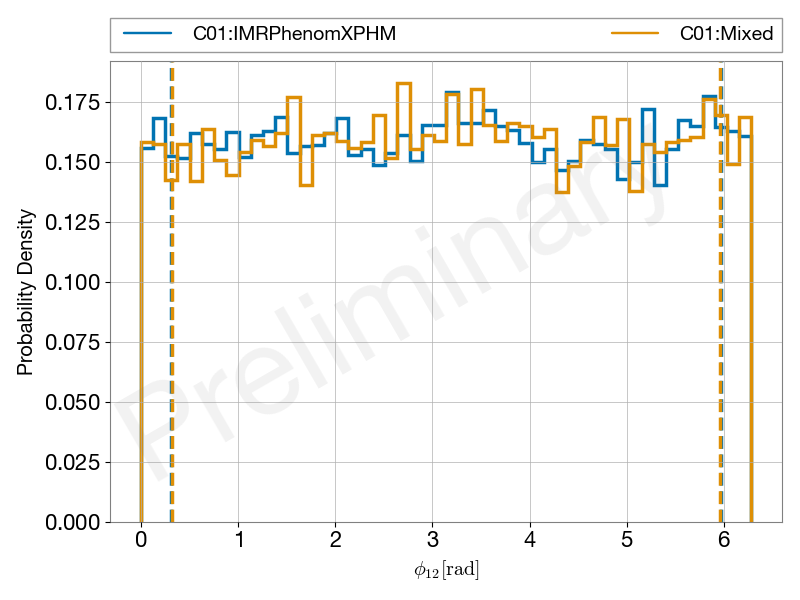 C01:IMRPhenomXPHM C01:Mixed
0.175
0.150
0.125
0.100
0.075
0.050
0.025
0.000
Probability Density
Preliminary
0 1 2 3 4 5 6
ϕ₁₂[rad]